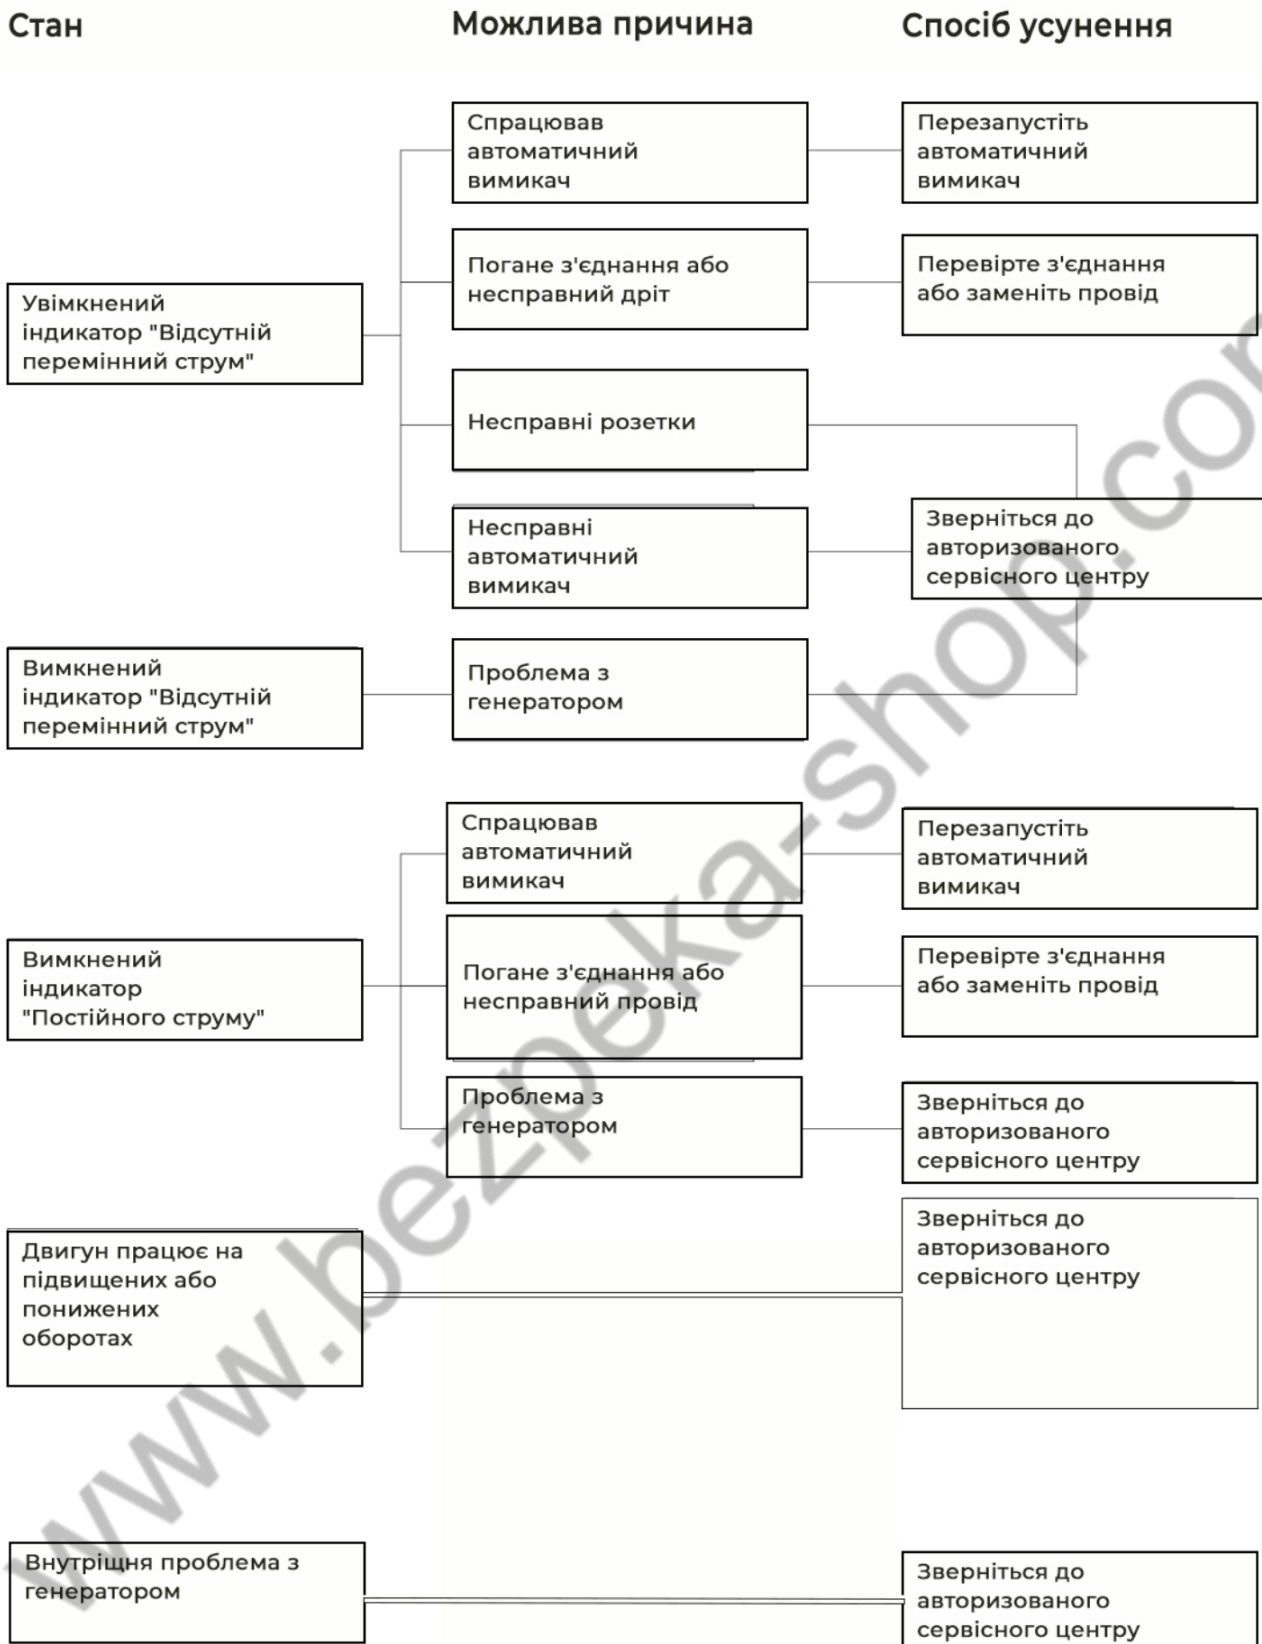 Стан
Можлива причина
Спосіб усунення
Спрацював
автоматичний
вимикач
Перезапустіть
автоматичний
вимикач
Погане з'єднання або
несправний дріт
Перевірте з'єднання
або заменіть провід
Увімкнений
індикатор "Відсутній
перемінний струм"
Несправні розетки
Несправні
автоматичний
вимикач
Зверніться до
авторизованого
сервісного центру
Вимкнений
індикатор "Відсутній
перемінний струм"
Проблема з
генератором
Спрацював
автоматичний
вимикач
Перезапустіть
автоматичний
вимикач
Вимкнений
індикатор
"Постійного струму"
Погане з'єднання або
несправний провід
Перевірте з'єднання
або заменіть провід
Проблема з
генератором
Зверніться до
авторизованого
сервісного центру
Двигун працює на
підвищених або
понижених
оборотах
Зверніться до
авторизованого
сервісного центру
Внутріщня проблема з
генератором
Зверніться до
авторизованого
сервісного центру
www.bezpeka-shop.com